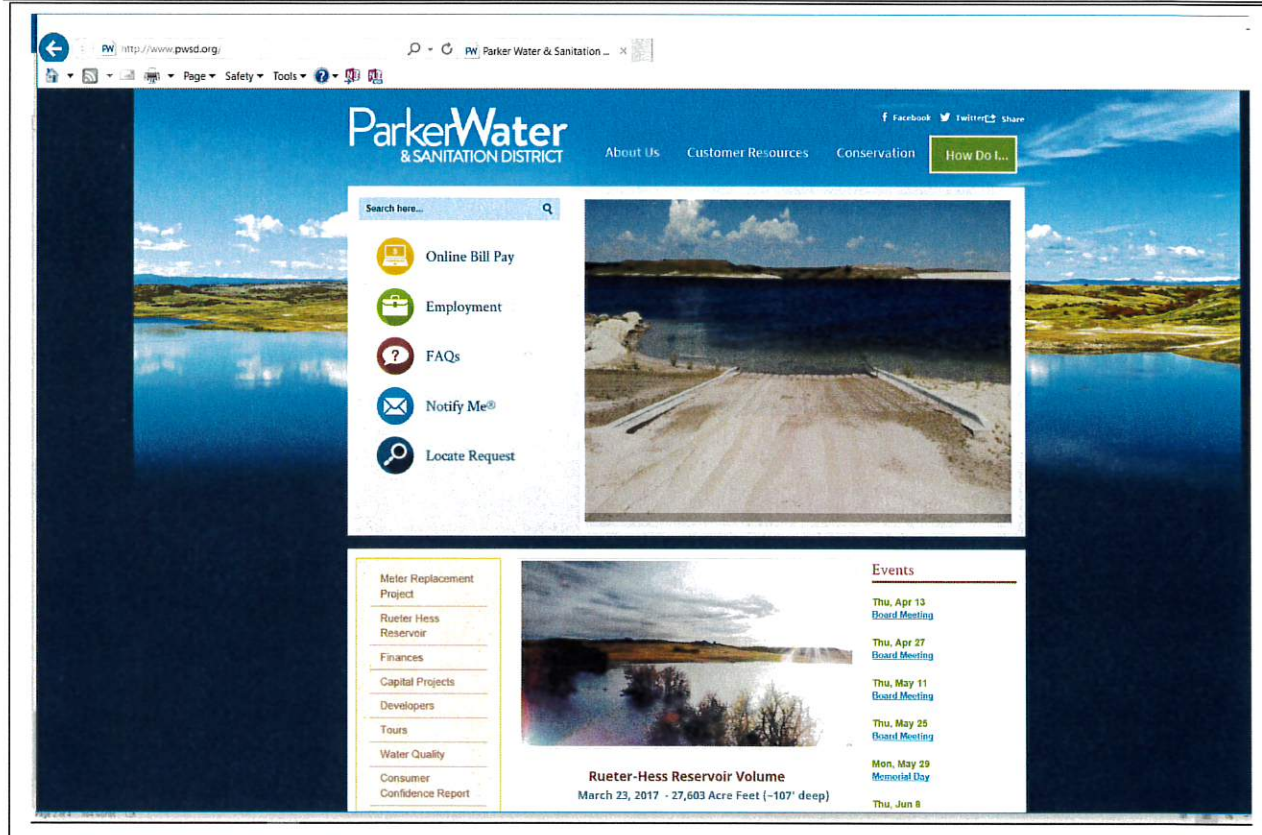 PW http://www.pwsd.org/
PW Parker Water & Sanitation ... ×
Page Safety Tools
ParkerWater
& SANITATION DISTRICT
Facebook Twitter Share
About Us Customer Resources Conservation How Do I...
Search here...
Online Bill Pay
Employment
FAQs
Notify Me®
Locate Request
Meter Replacement
Project
Rueter Hess
Reservoir
Finances
Capital Projects
Developers
Tours
Water Quality
Consumer
Confidence Report
Rueter-Hess Reservoir Volume
March 23, 2017 - 27,603 Acre Feet (~107' deep)
Events
Thu, Apr 13
Board Meeting
Thu, Apr 27
Board Meeting
Thu, May 11
Board Meeting
Thu, May 25
Board Meeting
Mon, May 29
Memorial Day
Thu, Jun 8